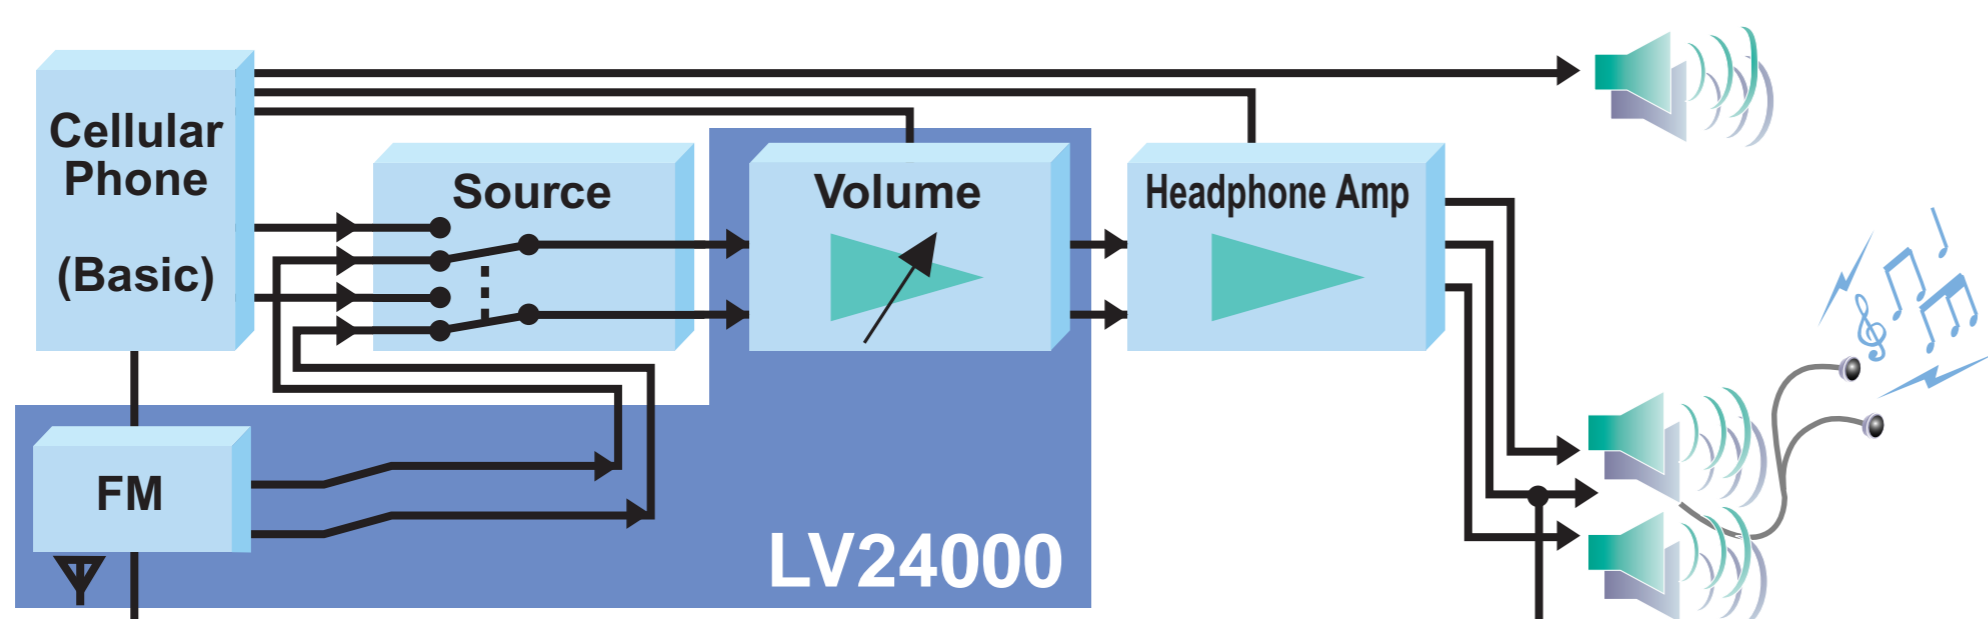 Cellular
Phone
(Basic)
Source
Volume
Headphone Amp
FM
LV24000